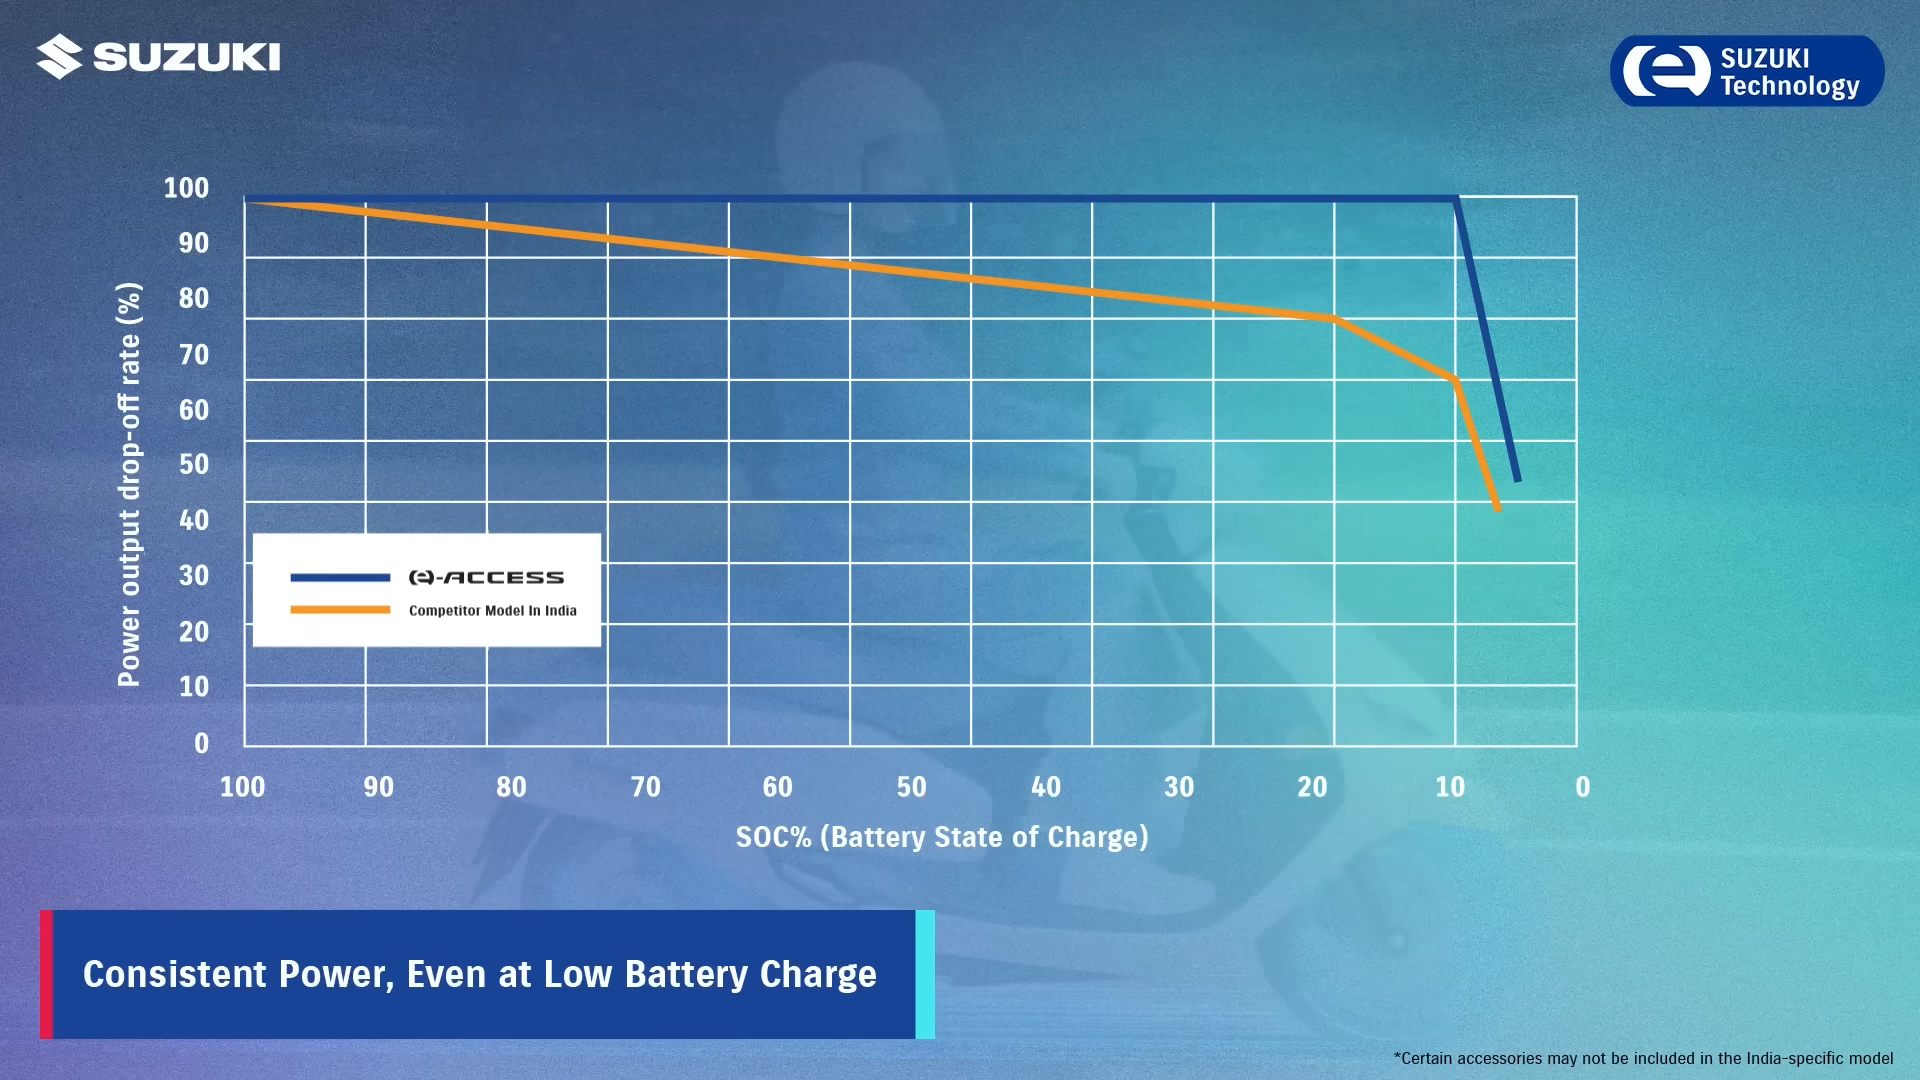 SUZUKI
e SUZUKI
Technology
100
90
80
70
60
50
40
30
20
10
0
Power output drop-off rate (%)
e-ACCESS
Competitor Model In India
100 90 80 70 60 50 40 30 20 10 0
SOC% (Battery State of Charge)
Consistent Power, Even at Low Battery Charge
*Certain accessories may not be included in the India-specific model